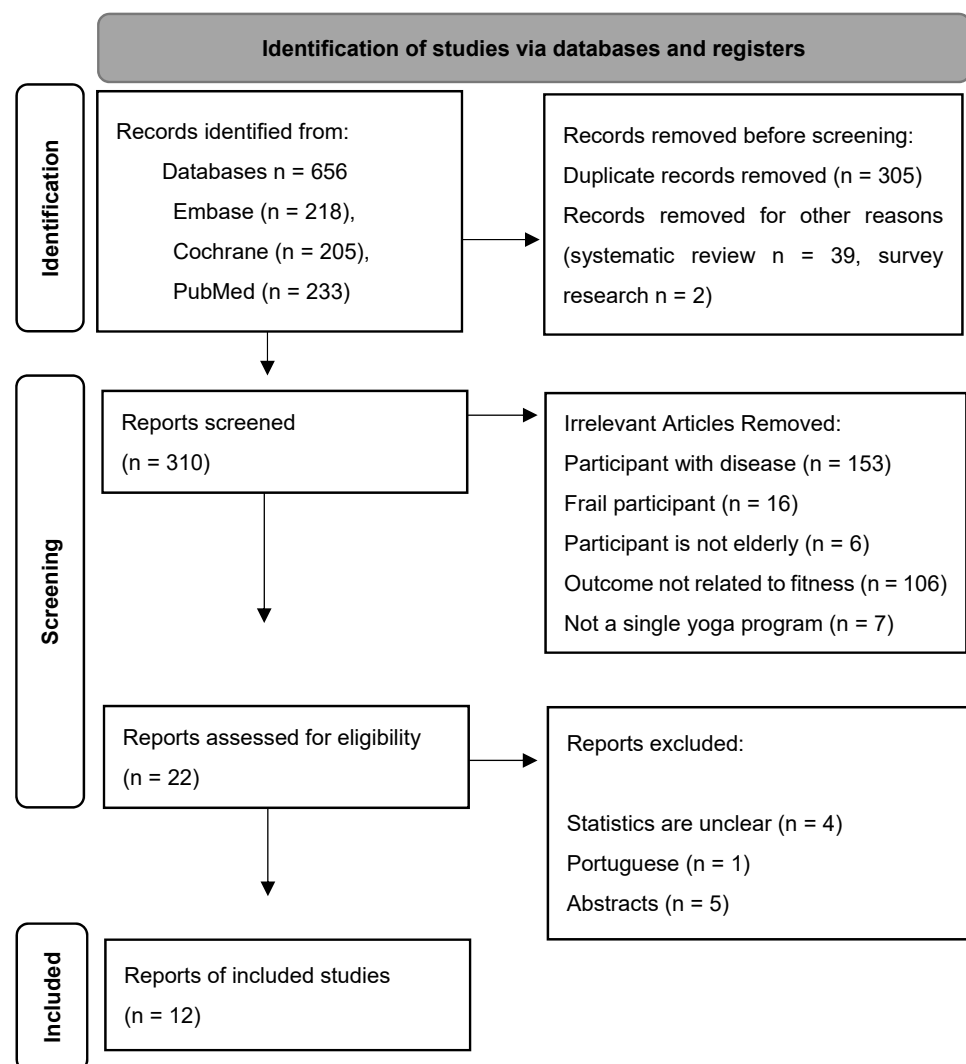 Identification of studies via databases and registers
Identification
Records identified from:
Databases n = 656
Embase (n = 218),
Cochrane (n = 205),
PubMed (n = 233)
Records removed before screening:
Duplicate records removed (n = 305)
Records removed for other reasons
(systematic review n = 39, survey
research n = 2)
Screening
Reports screened
(n = 310)
Irrelevant Articles Removed:
Participant with disease (n = 153)
Frail participant (n = 16)
Participant is not elderly (n = 6)
Outcome not related to fitness (n = 106)
Not a single yoga program (n = 7)
Reports assessed for eligibility
(n = 22)
Reports excluded:
Statistics are unclear (n = 4)
Portuguese (n = 1)
Abstracts (n = 5)
Included
Reports of included studies
(n = 12)